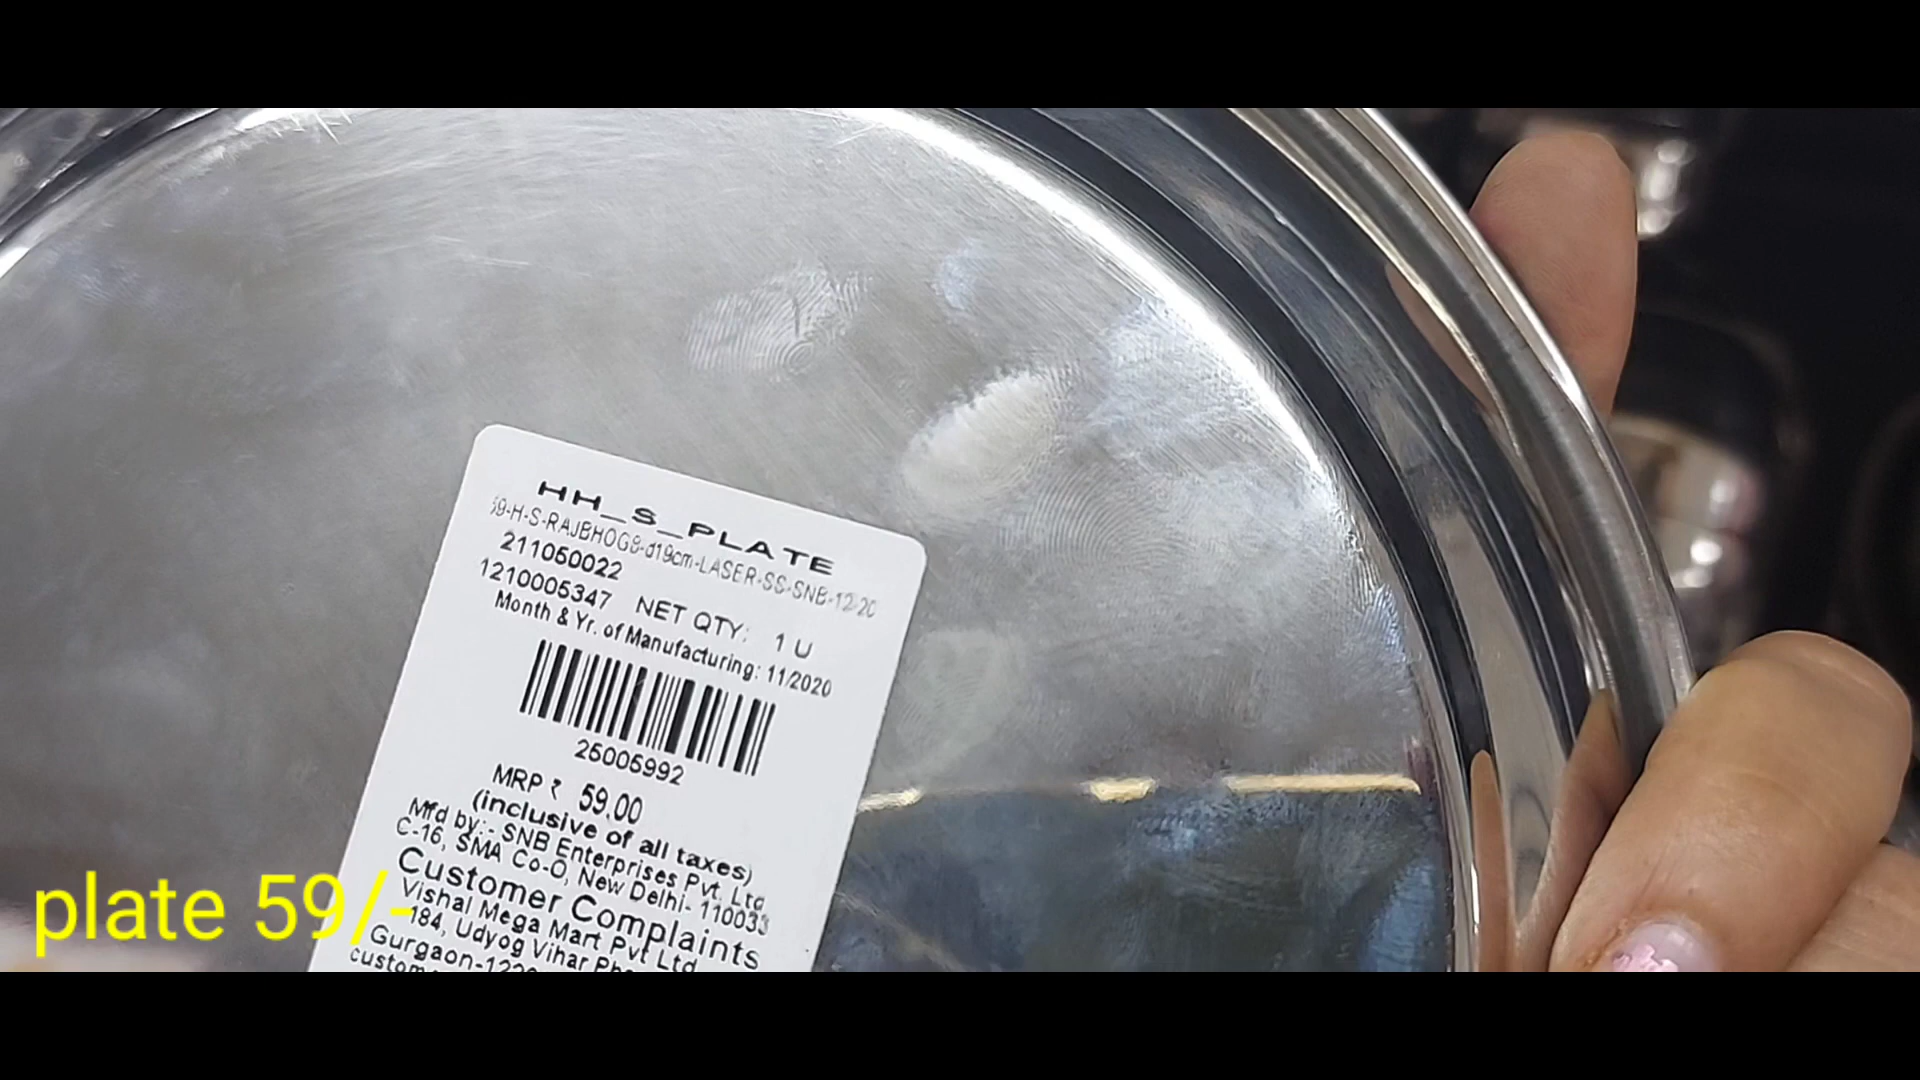 HH_S_PLATE
59-H-S-RAJBHOG8-d19cm-LASER-SS-SNB-12-20
211050022
1210005347 NET QTY: 1 U
Month & Yr. of Manufacturing: 11/2020
25005992
MRP ₹ 59.00
(inclusive of all taxes)
Mfd by:- SNB Enterprises Pvt. Ltd
C-16, SMA Co-O, New Delhi- 110033
Customer Complaints
Vishal Mega Mart Pvt Ltd
184, Udyog Vihar
Gurgaon-
plate 59/-